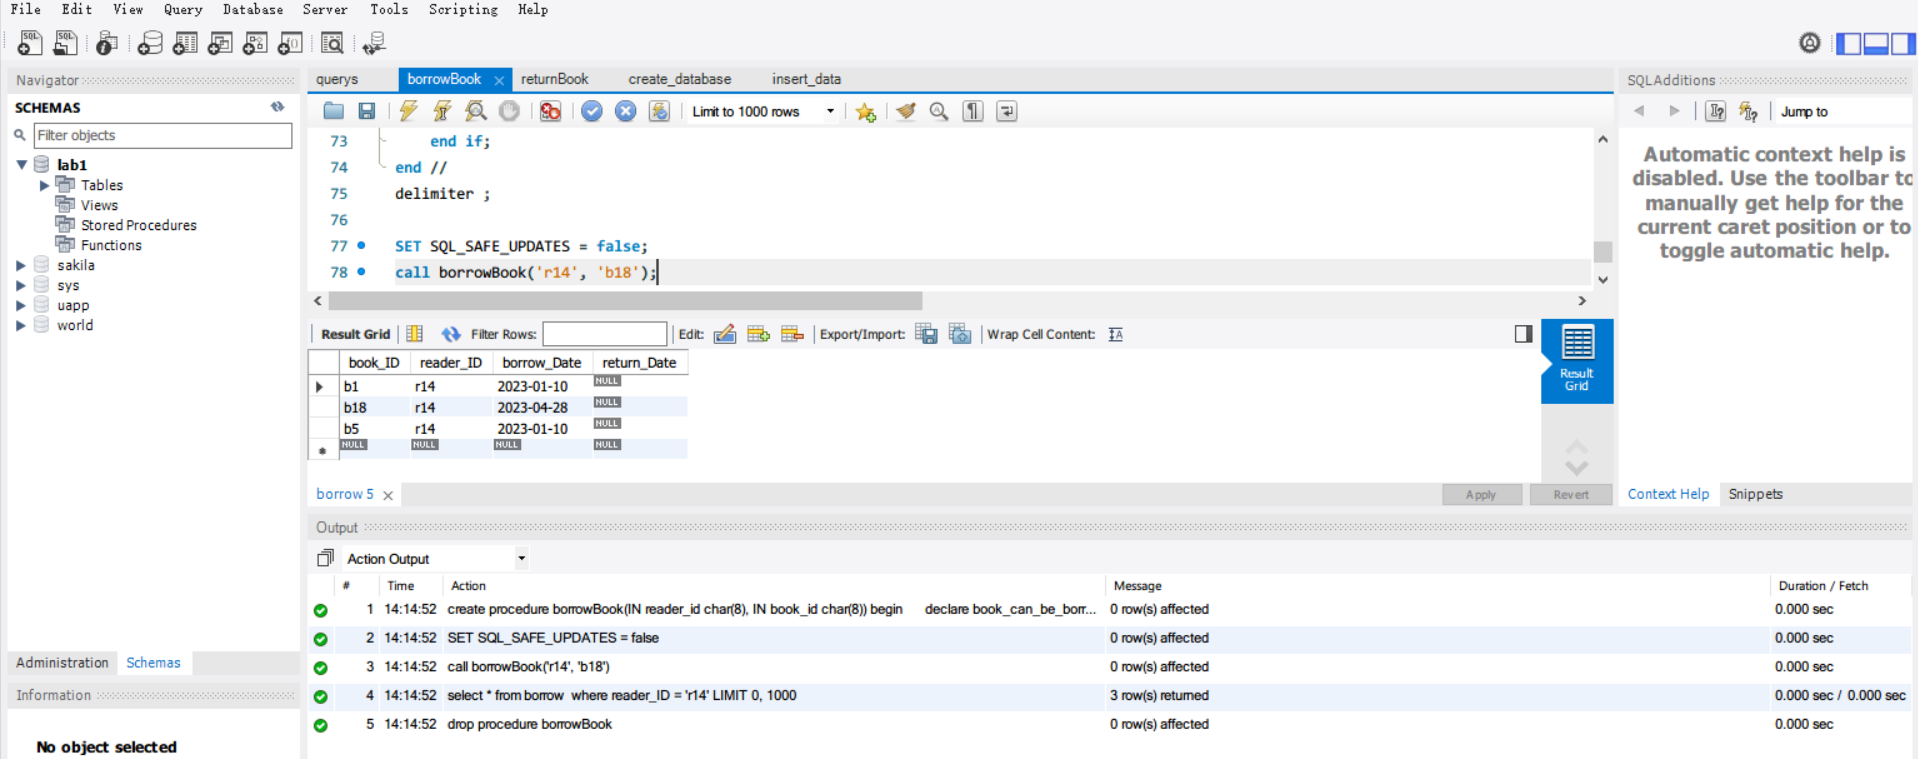 File Edit View Query Database Server Tools Scripting Help
Navigator
SCHEMAS
Filter objects
lab1
Tables
Views
Stored Procedures
Functions
sakila
sys
uapp
world
Administration Schemas
Information
No object selected
querys borrowBook returnBook create_database insert_data
Limit to 1000 rows
73 end if;
74 end //
75 delimiter ;
76
77 SET SQL_SAFE_UPDATES = false;
78 call borrowBook('r14', 'b18');
Result Grid Filter Rows: Edit: Export/Import: Wrap Cell Content:
book_ID reader_ID borrow_Date return_Date
b1 r14 2023-01-10 NULL
b18 r14 2023-04-28 NULL
b5 r14 2023-01-10 NULL
NULL NULL NULL NULL
Result
Grid
borrow 5
Apply Revert
Output
Action Output
# Time Action Message Duration / Fetch
1 14:14:52 create procedure borrowBook(IN reader_id char(8), IN book_id char(8)) begin declare book_can_be_borr... 0 row(s) affected 0.000 sec
2 14:14:52 SET SQL_SAFE_UPDATES = false 0 row(s) affected 0.000 sec
3 14:14:52 call borrowBook('r14', 'b18') 0 row(s) affected 0.000 sec
4 14:14:52 select * from borrow where reader_ID = 'r14' LIMIT 0, 1000 3 row(s) returned 0.000 sec / 0.000 sec
5 14:14:52 drop procedure borrowBook 0 row(s) affected 0.000 sec
SQLAdditions
Jump to
Automatic context help is
disabled. Use the toolbar to
manually get help for the
current caret position or to
toggle automatic help.
Context Help Snippets